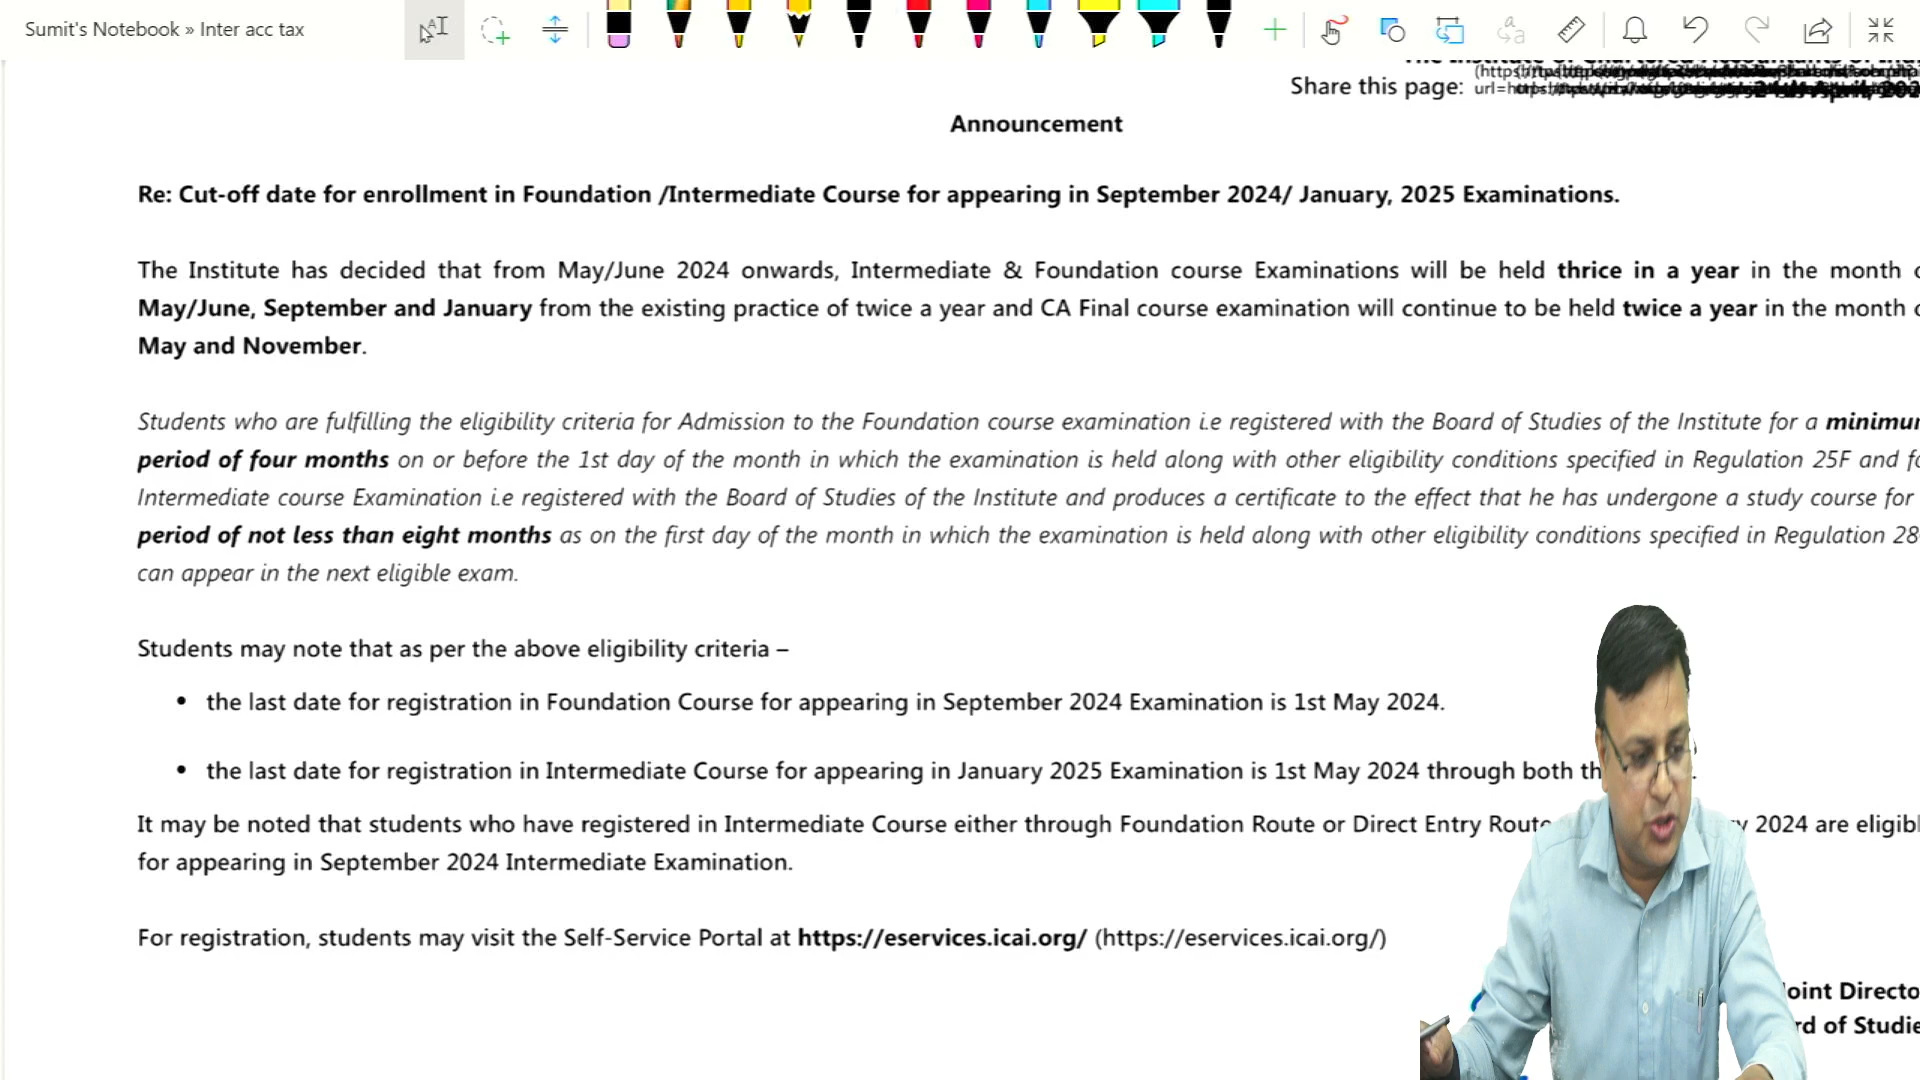 Sumit's Notebook » Inter acc tax
Share this page:
Announcement
Re: Cut-off date for enrollment in Foundation /Intermediate Course for appearing in September 2024/ January, 2025 Examinations.
The Institute has decided that from May/June 2024 onwards, Intermediate & Foundation course Examinations will be held thrice in a year in the month
May/June, September and January from the existing practice of twice a year and CA Final course examination will continue to be held twice a year in the month
May and November.
Students who are fulfilling the eligibility criteria for Admission to the Foundation course examination i.e registered with the Board of Studies of the Institute for a
period of four months on or before the 1st day of the month in which the examination is held along with other eligibility conditions specified in Regulation 25F and
Intermediate course Examination i.e registered with the Board of Studies of the Institute and produces a certificate to the effect that he has undergone a study course for
period of not less than eight months as on the first day of the month in which the examination is held along with other eligibility conditions specified in Regulation 28
can appear in the next eligible exam.
Students may note that as per the above eligibility criteria –
• the last date for registration in Foundation Course for appearing in September 2024 Examination is 1st May 2024.
• the last date for registration in Intermediate Course for appearing in January 2025 Examination is 1st May 2024 through both
It may be noted that students who have registered in Intermediate Course either through Foundation Route or Direct Entry Route 2024 are
for appearing in September 2024 Intermediate Examination.
For registration, students may visit the Self-Service Portal at https://eservices.icai.org/ (https://eservices.icai.org/)